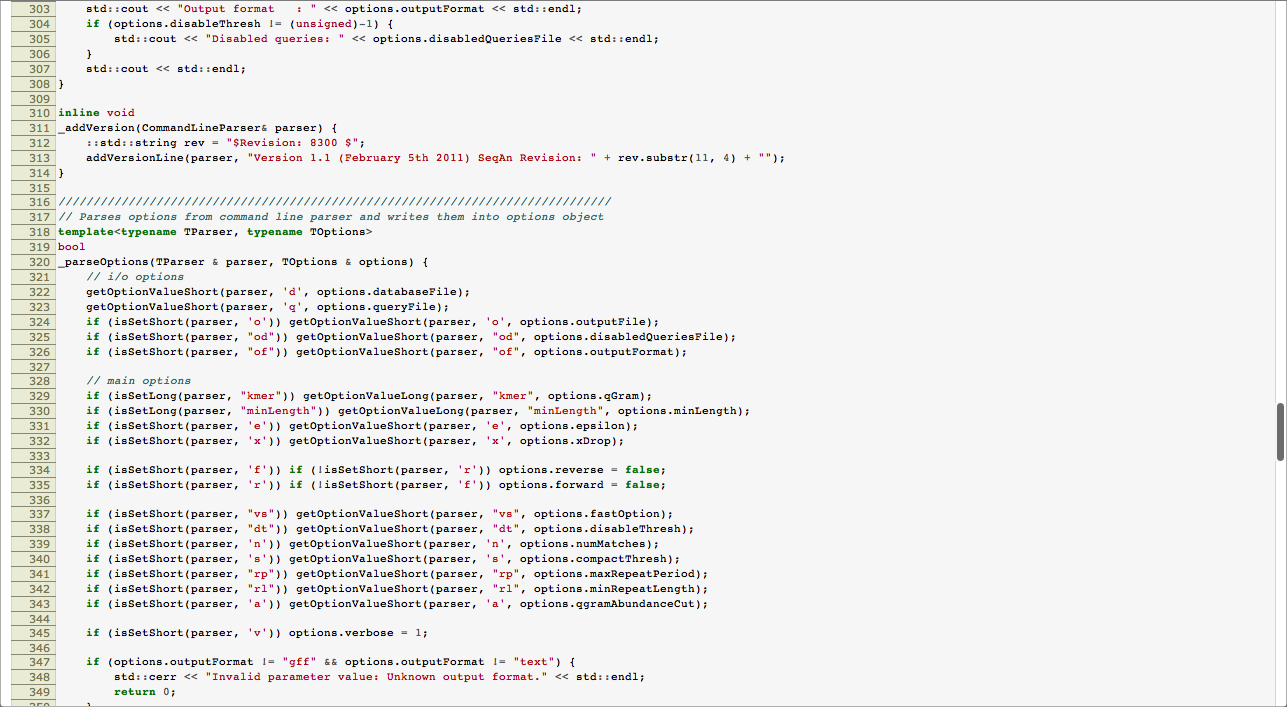 303     std::cout << "Output format   : " << options.outputFormat << std::endl;
304     if (options.disableThresh != (unsigned)-1) {
305         std::cout << "Disabled queries: " << options.disabledQueriesFile << std::endl;
306     }
307     std::cout << std::endl;
308 }
309
310 inline void
311 _addVersion(CommandLineParser& parser) {
312     ::std::string rev = "$Revision: 8300 $";
313     addVersionLine(parser, "Version 1.1 (February 5th 2011) SeqAn Revision: " + rev.substr(11, 4) + "");
314 }
315
316 ///////////////////////////////////////////////////////////////////////////////
317 // Parses options from command line parser and writes them into options object
318 template<typename TParser, typename TOptions>
319 bool
320 _parseOptions(TParser & parser, TOptions & options) {
321     // i/o options
322     getOptionValueShort(parser, 'd', options.databaseFile);
323     getOptionValueShort(parser, 'q', options.queryFile);
324     if (isSetShort(parser, 'o')) getOptionValueShort(parser, 'o', options.outputFile);
325     if (isSetShort(parser, "od")) getOptionValueShort(parser, "od", options.disabledQueriesFile);
326     if (isSetShort(parser, "of")) getOptionValueShort(parser, "of", options.outputFormat);
327
328     // main options
329     if (isSetLong(parser, "kmer")) getOptionValueLong(parser, "kmer", options.qGram);
330     if (isSetLong(parser, "minLength")) getOptionValueLong(parser, "minLength", options.minLength);
331     if (isSetShort(parser, 'e')) getOptionValueShort(parser, 'e', options.epsilon);
332     if (isSetShort(parser, 'x')) getOptionValueShort(parser, 'x', options.xDrop);
333
334     if (isSetShort(parser, 'f')) if (!isSetShort(parser, 'r')) options.reverse = false;
335     if (isSetShort(parser, 'r')) if (!isSetShort(parser, 'f')) options.forward = false;
336
337     if (isSetShort(parser, "vs")) getOptionValueShort(parser, "vs", options.fastOption);
338     if (isSetShort(parser, "dt")) getOptionValueShort(parser, "dt", options.disableThresh);
339     if (isSetShort(parser, 'n')) getOptionValueShort(parser, 'n', options.numMatches);
340     if (isSetShort(parser, 's')) getOptionValueShort(parser, 's', options.compactThresh);
341     if (isSetShort(parser, "rp")) getOptionValueShort(parser, "rp", options.maxRepeatPeriod);
342     if (isSetShort(parser, "rl")) getOptionValueShort(parser, "rl", options.minRepeatLength);
343     if (isSetShort(parser, 'a')) getOptionValueShort(parser, 'a', options.qgramAbundanceCut);
344
345     if (isSetShort(parser, 'v')) options.verbose = 1;
346
347     if (options.outputFormat != "gff" && options.outputFormat != "text") {
348         std::cerr << "Invalid parameter value: Unknown output format." << std::endl;
349         return 0;